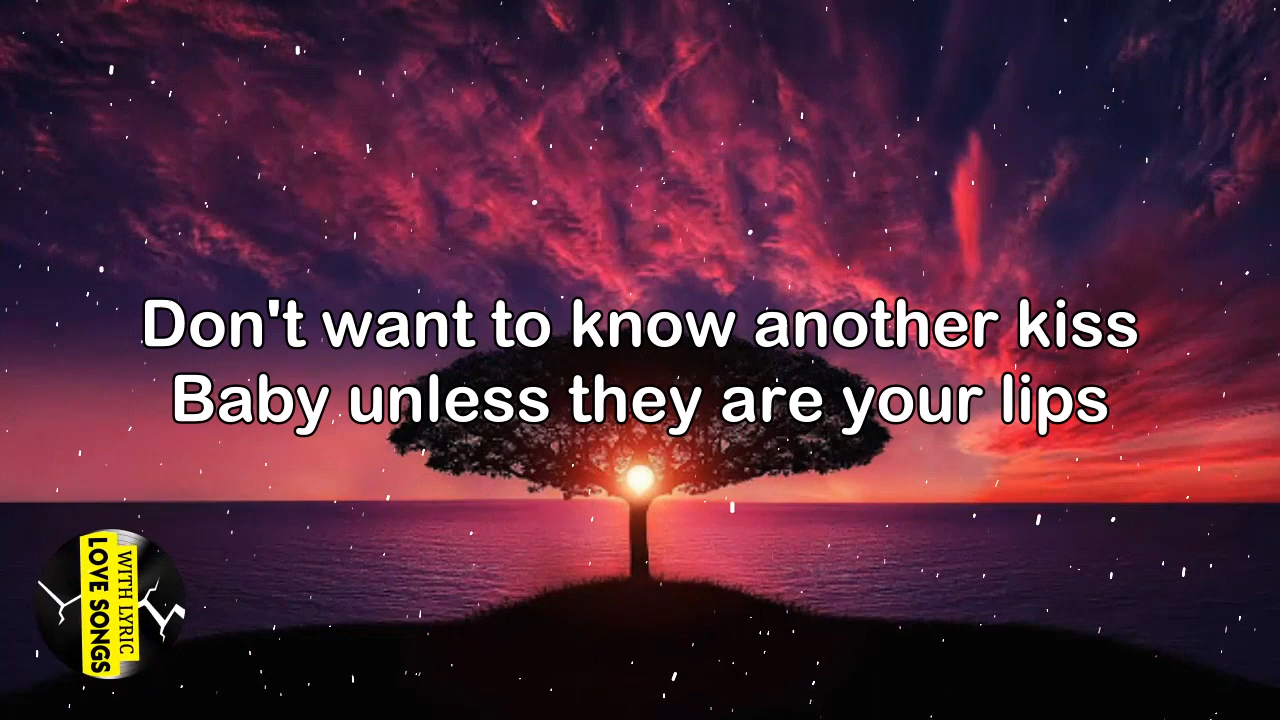 Don't want to know another kiss
Baby unless they are your lips
WITH LYRIC
LOVE SONGS